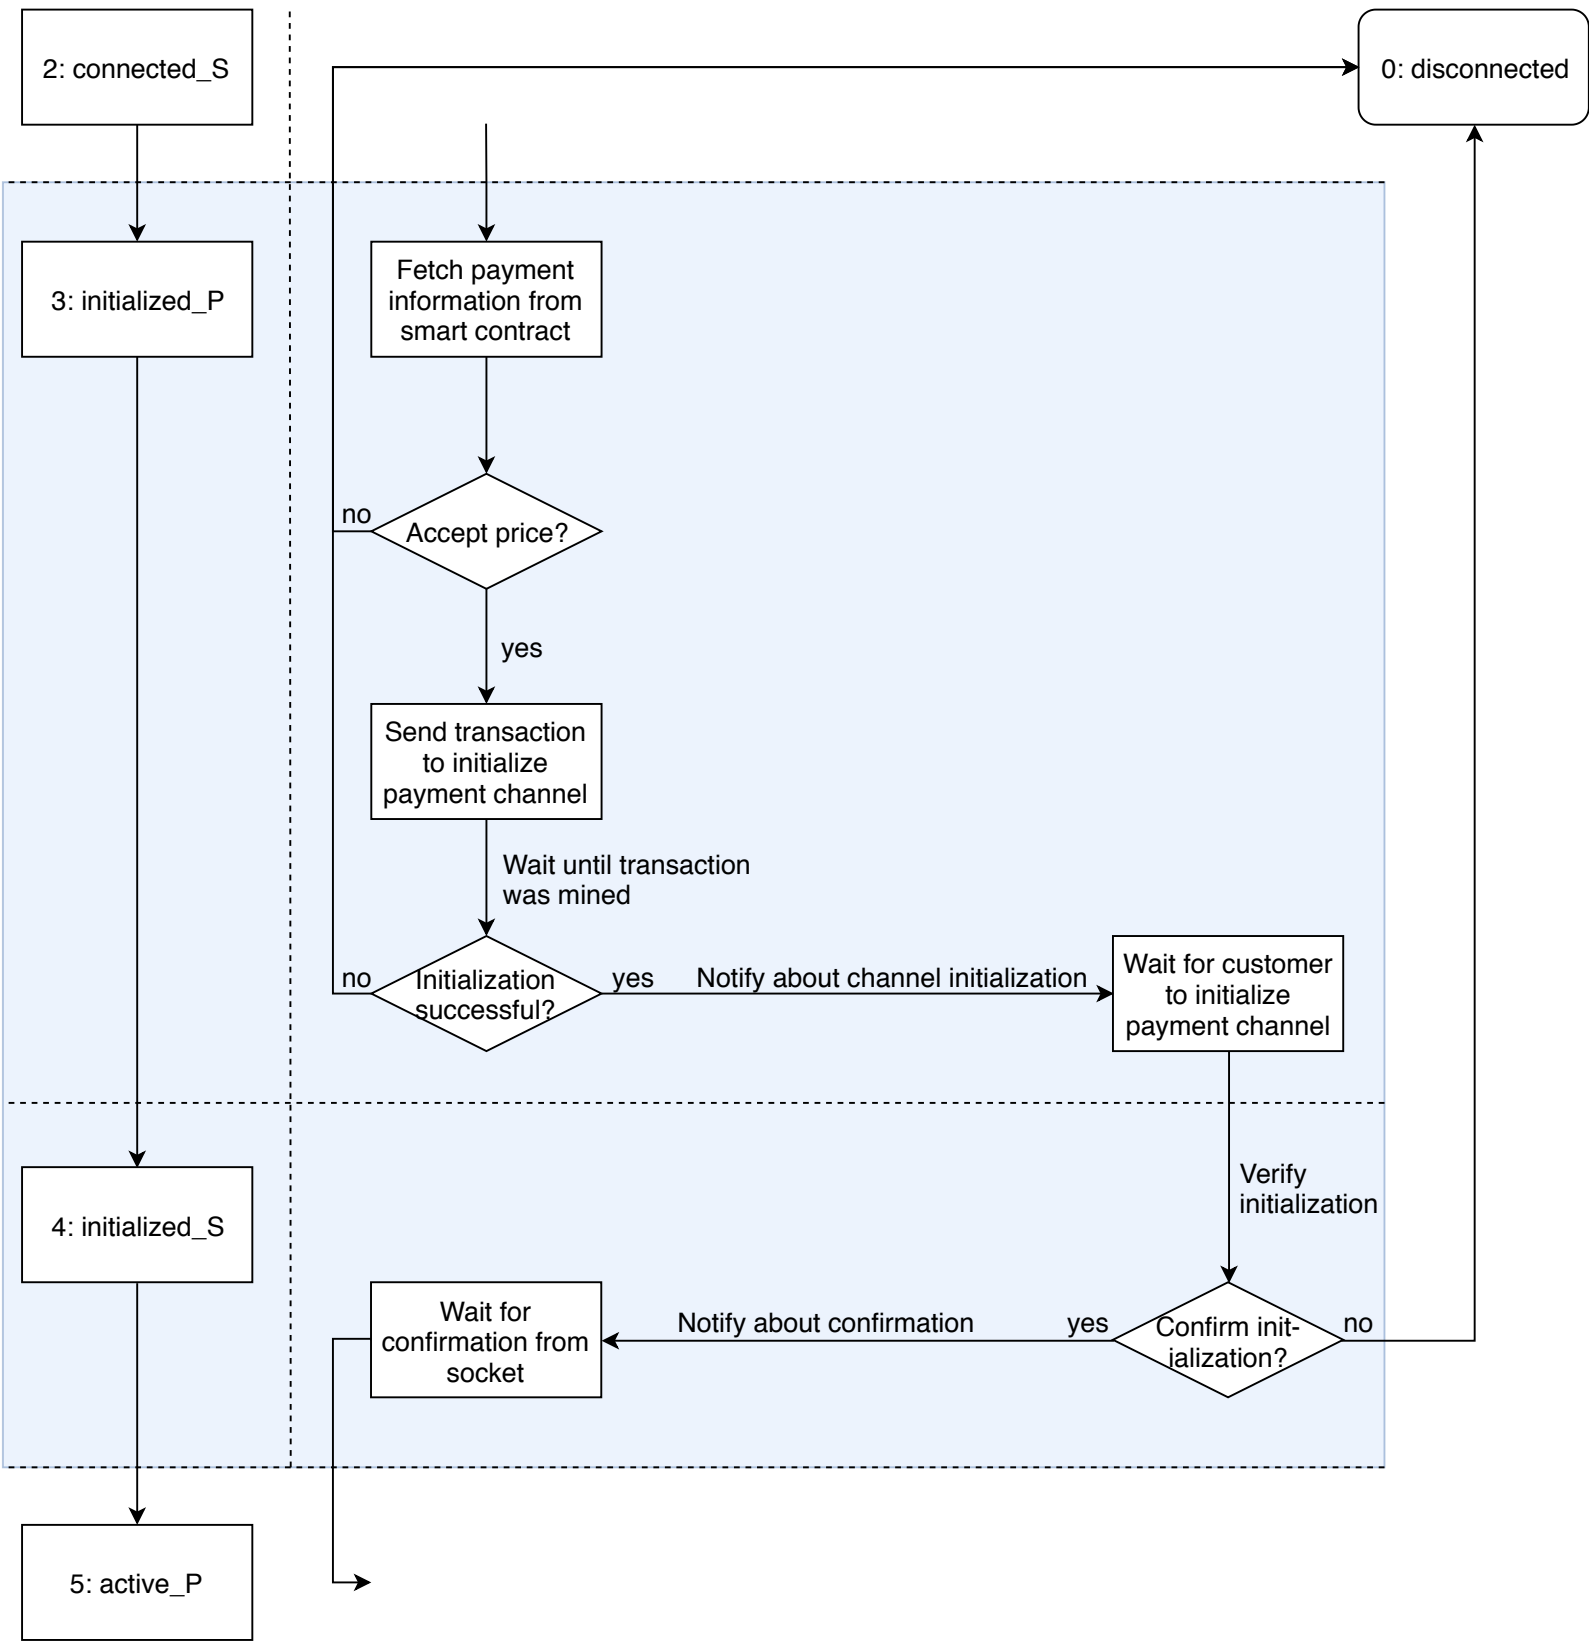 2: connected_S
0: disconnected
3: initialized_P
Fetch payment
information from
smart contract
no
Accept price?
yes
Send transaction
to initialize
payment channel
Wait until transaction
was mined
no
Initialization
successful?
yes
Notify about channel initialization
Wait for customer
to initialize
payment channel
Verify
initialization
4: initialized_S
Wait for
confirmation from
socket
Notify about confirmation
yes
Confirm init-
ialization?
no
5: active_P